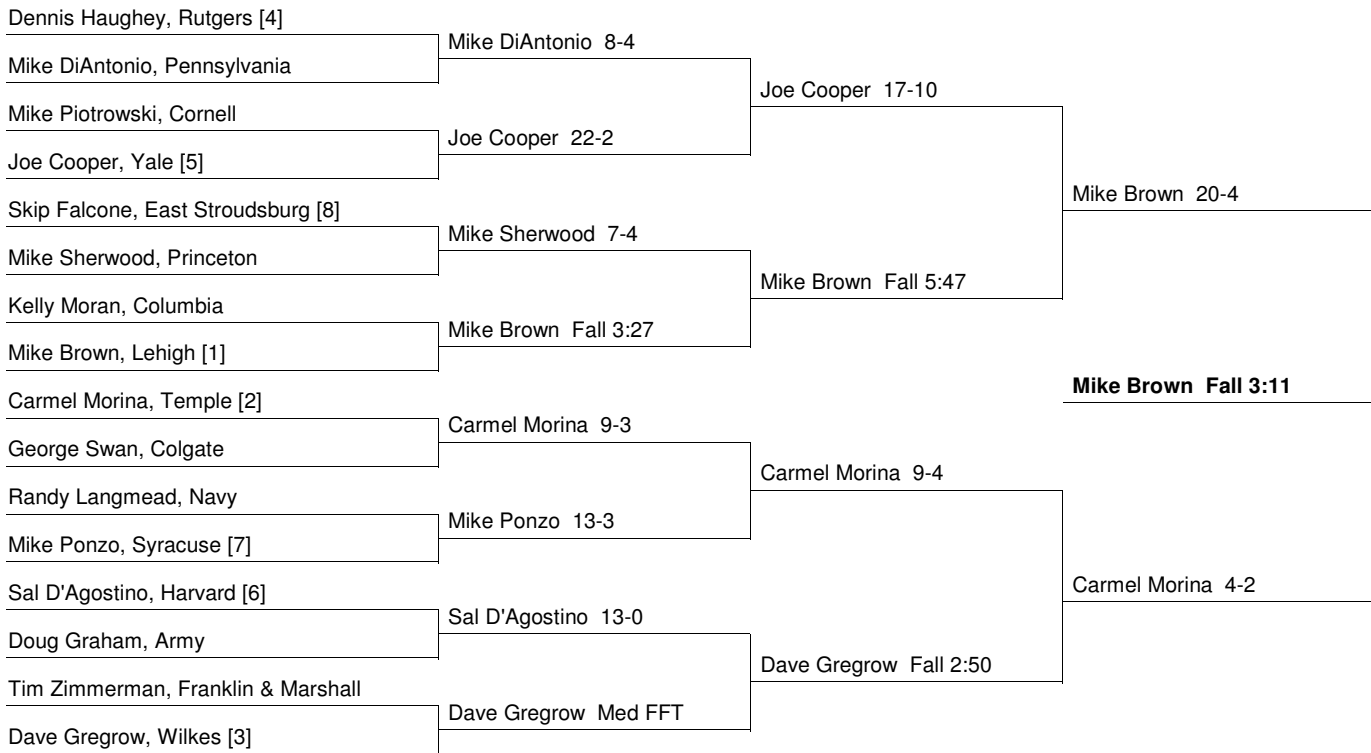 Dennis Haughey, Rutgers [4]
Mike DiAntonio, Pennsylvania
Mike Piotrowski, Cornell
Joe Cooper, Yale [5]
Skip Falcone, East Stroudsburg [8]
Mike Sherwood, Princeton
Kelly Moran, Columbia
Mike Brown, Lehigh [1]
Carmel Morina, Temple [2]
George Swan, Colgate
Randy Langmead, Navy
Mike Ponzo, Syracuse [7]
Sal D'Agostino, Harvard [6]
Doug Graham, Army
Tim Zimmerman, Franklin & Marshall
Dave Gregrow, Wilkes [3]
Mike DiAntonio 8-4
Joe Cooper 22-2
Mike Sherwood 7-4
Mike Brown Fall 3:27
Carmel Morina 9-3
Mike Ponzo 13-3
Sal D'Agostino 13-0
Dave Gregrow Med FFT
Joe Cooper 17-10
Mike Brown Fall 5:47
Carmel Morina 9-4
Dave Gregrow Fall 2:50
Mike Brown 20-4
Carmel Morina 4-2
Mike Brown Fall 3:11